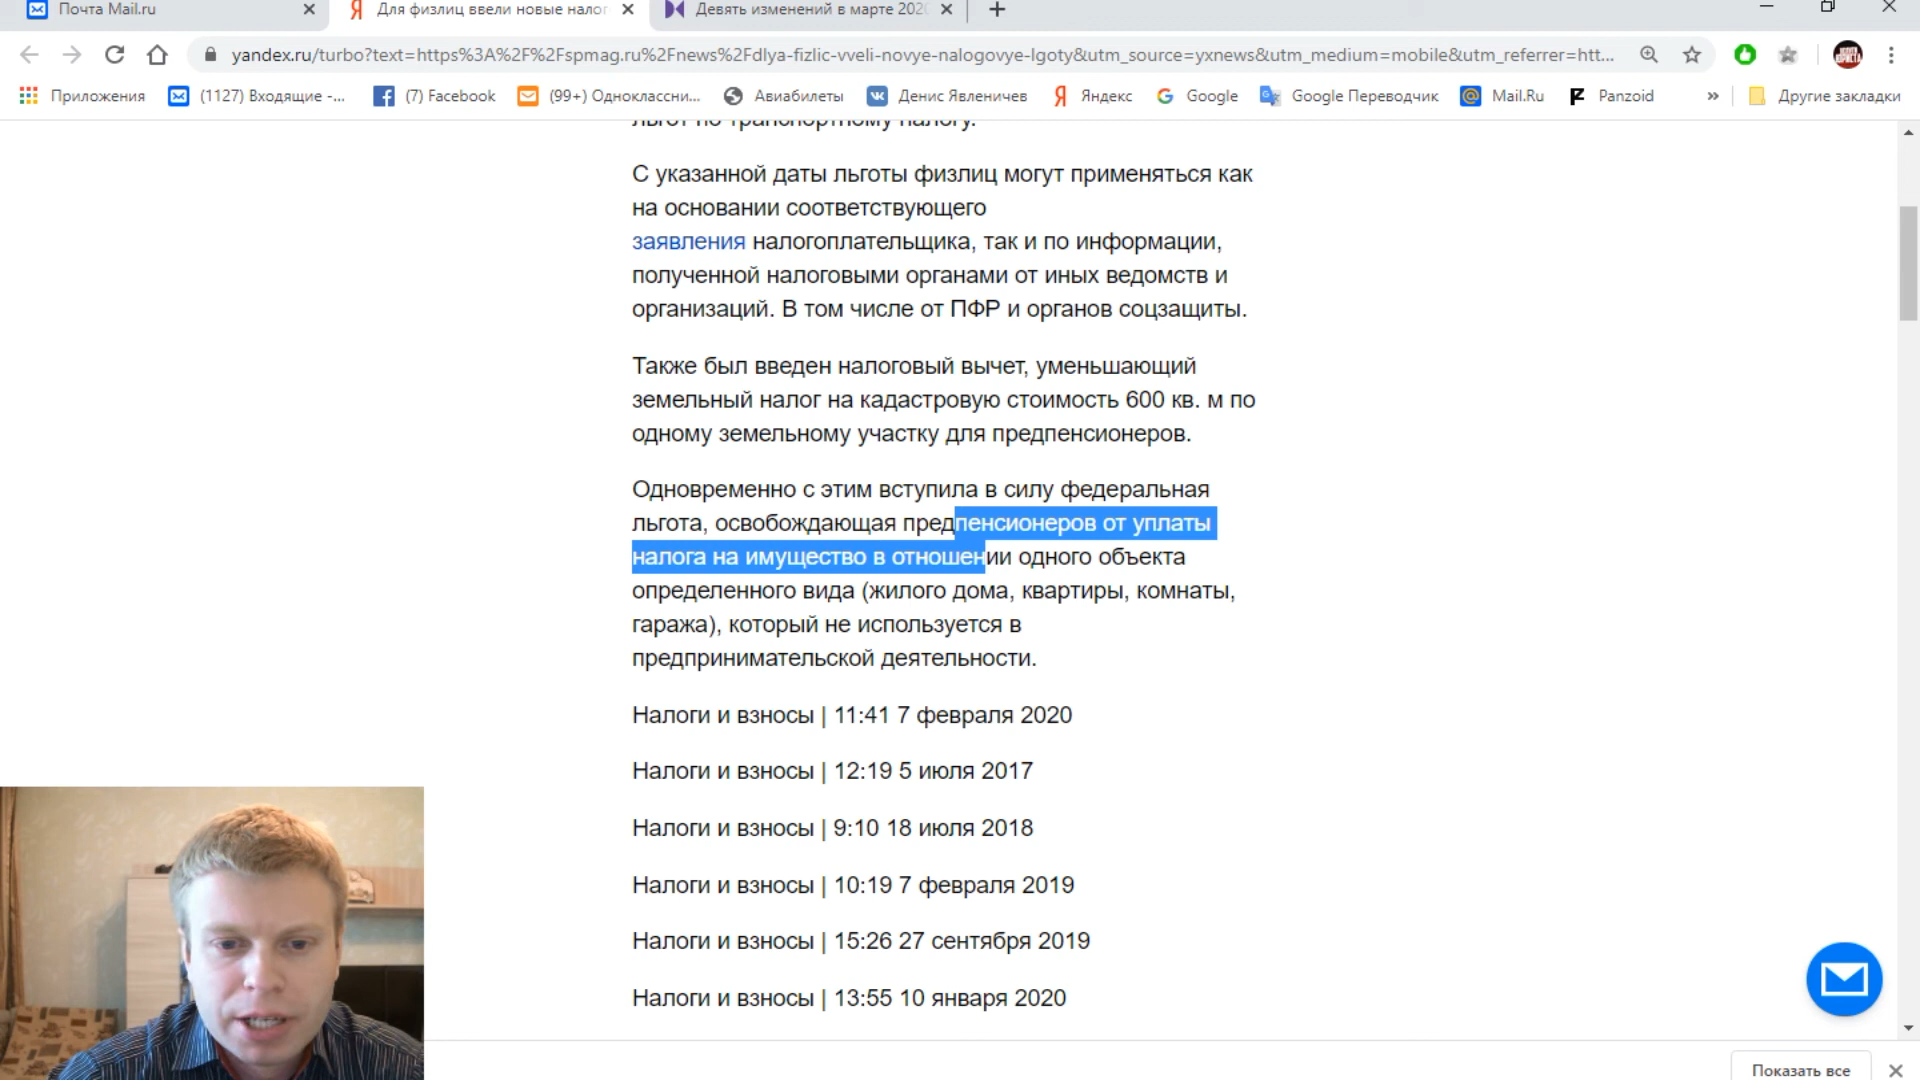 Почта Mail.ru
Для физлиц ввели новые налог
Девять изменений в марте 2020
yandex.ru/turbo?text=https%3A%2F%2Fspmag.ru%2Fnews%2Fdlya-fizlic-vveli-novye-nalogovye-lgoty&utm_source=yxnews&utm_medium=mobile&utm_referrer=htt...
Приложения
(1127) Входящие -...
(7) Facebook
(99+) Одноклассни...
Авиабилеты
Денис Явленичев
Яндекс
Google
Google Переводчик
Mail.Ru
Panzoid
»
Другие закладки
льгот по транспортному налогу.
С указанной даты льготы физлиц могут применяться как
на основании соответствующего
заявления налогоплательщика, так и по информации,
полученной налоговыми органами от иных ведомств и
организаций. В том числе от ПФР и органов соцзащиты.
Также был введен налоговый вычет, уменьшающий
земельный налог на кадастровую стоимость 600 кв. м по
одному земельному участку для предпенсионеров.
Одновременно с этим вступила в силу федеральная
льгота, освобождающая предпенсионеров от уплаты
налога на имущество в отношении одного объекта
определенного вида (жилого дома, квартиры, комнаты,
гаража), который не используется в
предпринимательской деятельности.
Налоги и взносы | 11:41 7 февраля 2020
Налоги и взносы | 12:19 5 июля 2017
Налоги и взносы | 9:10 18 июля 2018
Налоги и взносы | 10:19 7 февраля 2019
Налоги и взносы | 15:26 27 сентября 2019
Налоги и взносы | 13:55 10 января 2020
Показать все